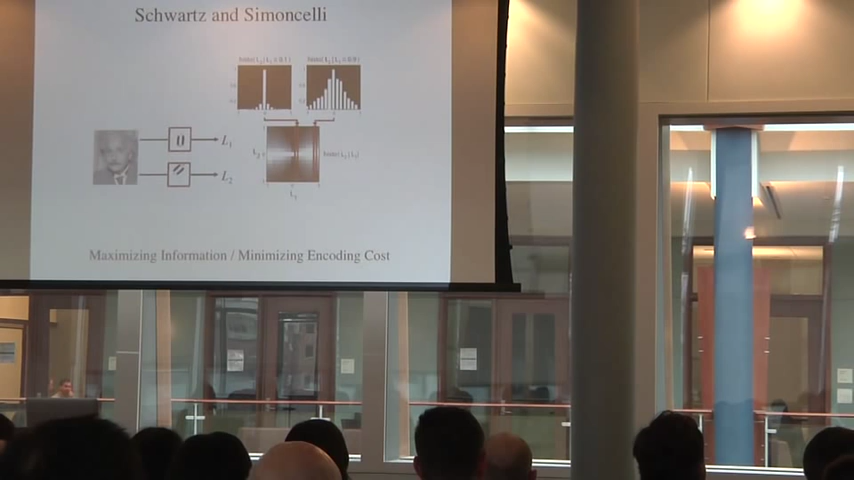 Schwartz and Simoncelli
L₁
L₂
Maximizing Information / Minimizing Encoding Cost